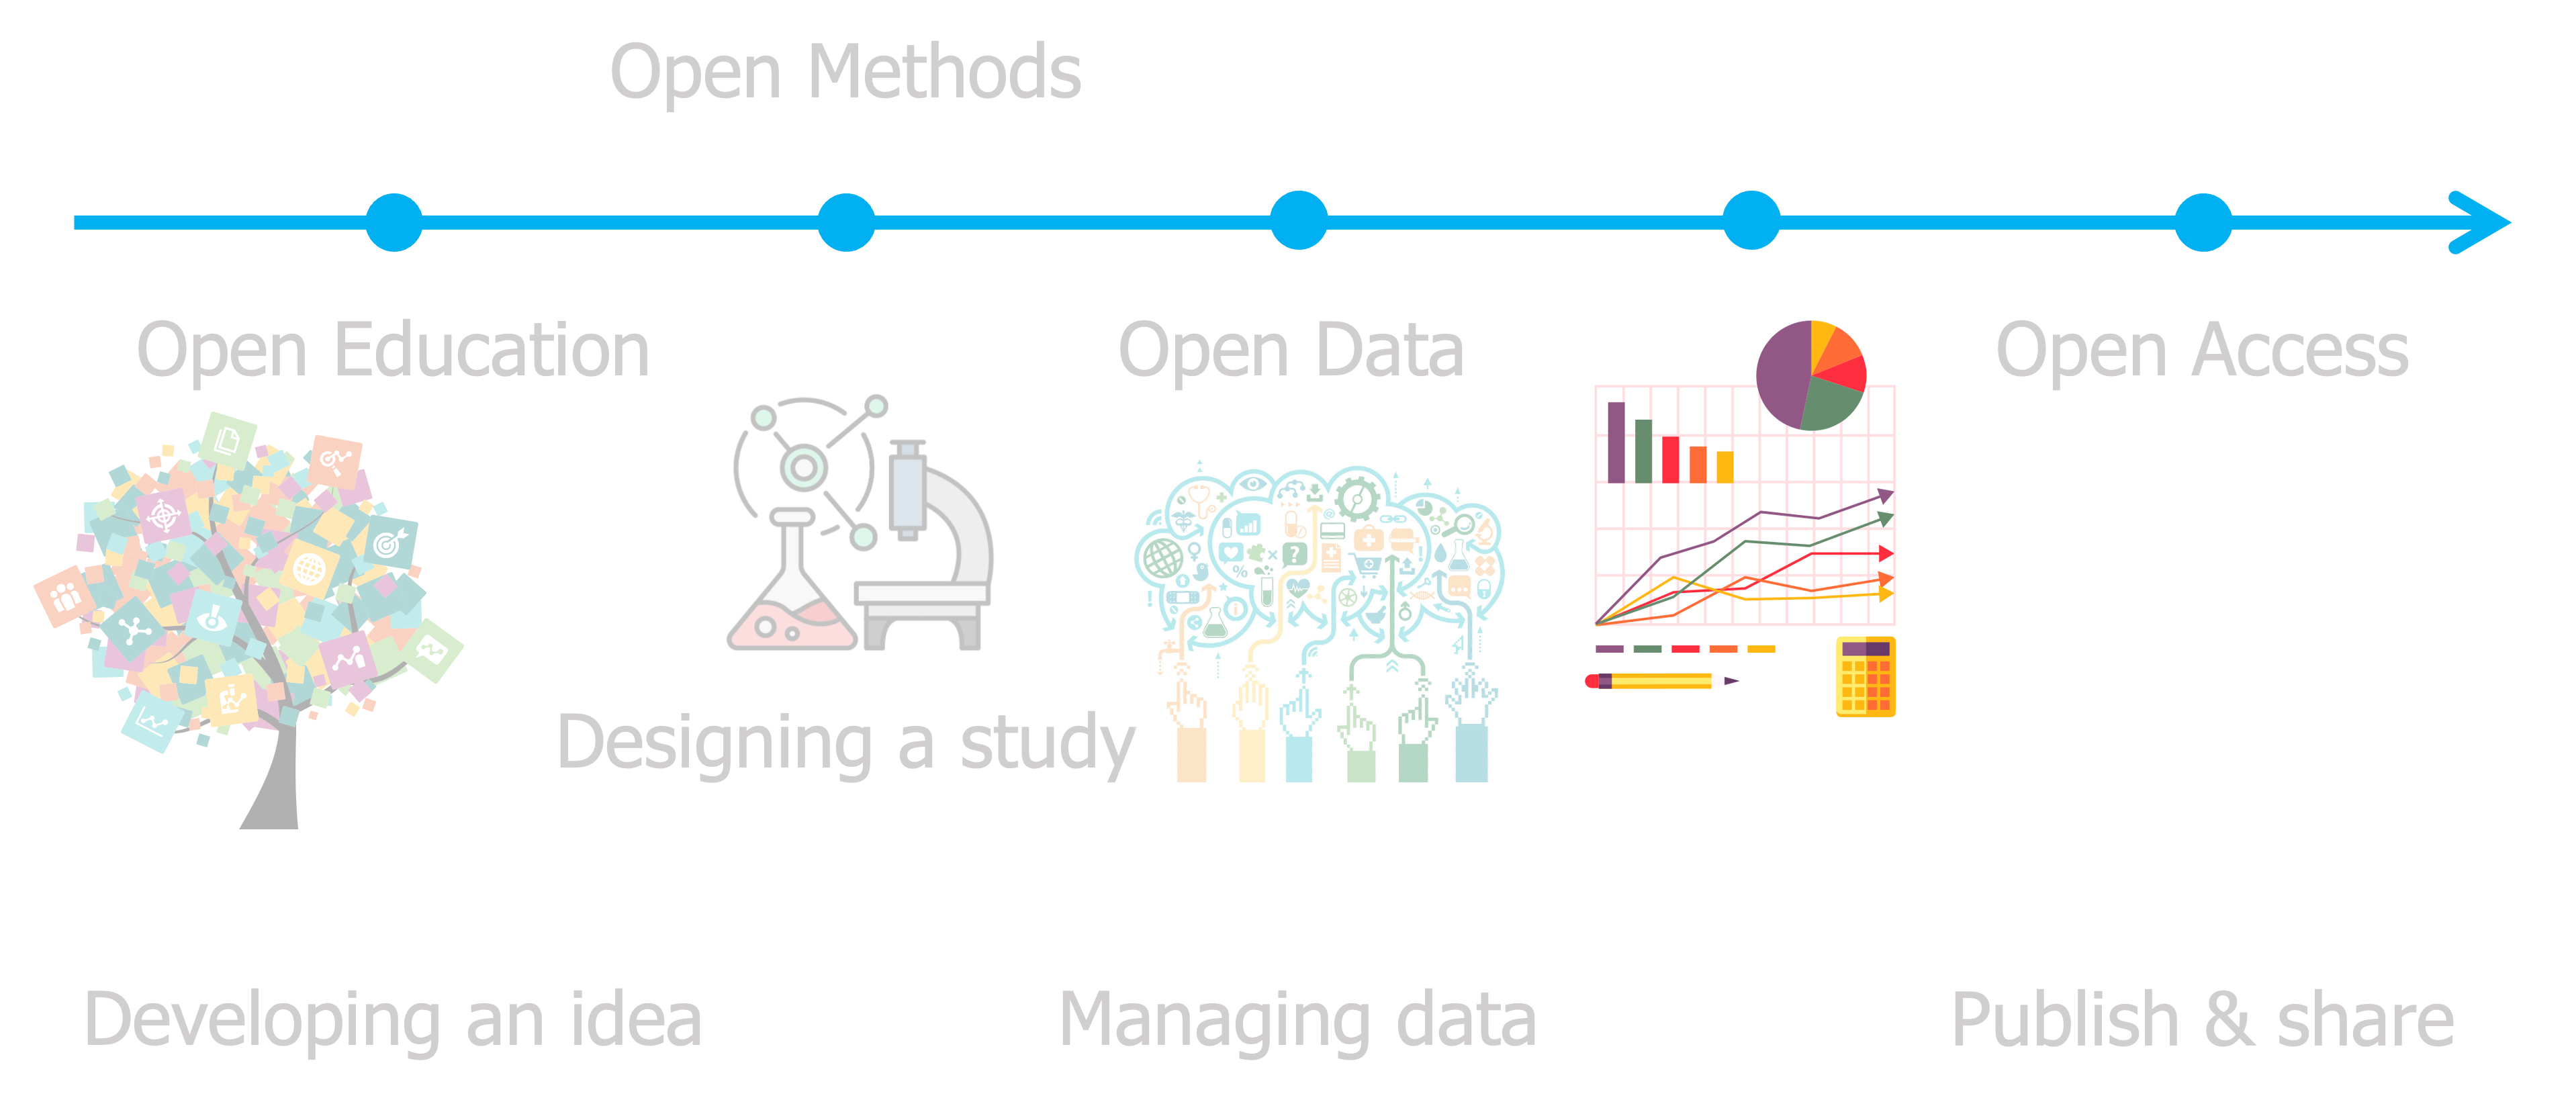 Open Methods
Open Education
Open Data
Open Access
Designing a study
Developing an idea
Managing data
Publish & share